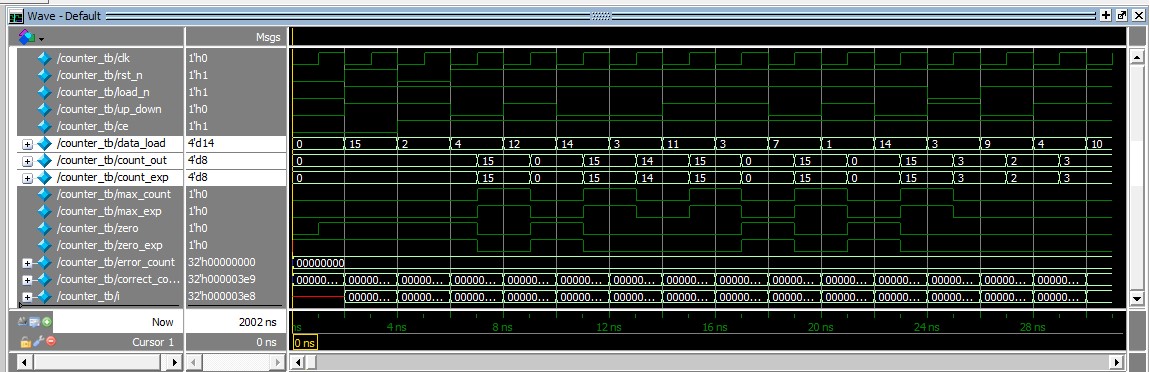 Wave - Default
Msgs
/counter_tb/clk 1'h0
/counter_tb/rst_n 1'h1
/counter_tb/load_n 1'h1
/counter_tb/up_down 1'h0
/counter_tb/ce 1'h1
/counter_tb/data_load 4'd14 0 15 2 4 12 14 3 11 3 7 1 14 3 9 4 10
/counter_tb/count_out 4'd8 0 15 0 15 14 15 0 15 0 15 3 2 3
/counter_tb/count_exp 4'd8 0 15 0 15 14 15 0 15 0 15 3 2 3
/counter_tb/max_count 1'h0
/counter_tb/max_exp 1'h0
/counter_tb/zero 1'h0
/counter_tb/zero_exp 1'h0
/counter_tb/error_count 32'h00000000 00000000
/counter_tb/correct_co... 32'h000003e9 00000... 00000... 00000... 00000... 00000... 00000... 00000... 00000... 00000... 00000... 00000... 00000... 00000... 00000... 00000...
/counter_tb/i 32'h000003e8 00000... 00000... 00000... 00000... 00000... 00000... 00000... 00000... 00000... 00000... 00000... 00000... 00000... 00000...
Now 2002 ns ns 4 ns 8 ns 12 ns 16 ns 20 ns 24 ns 28 ns
Cursor 1 0 ns 0 ns